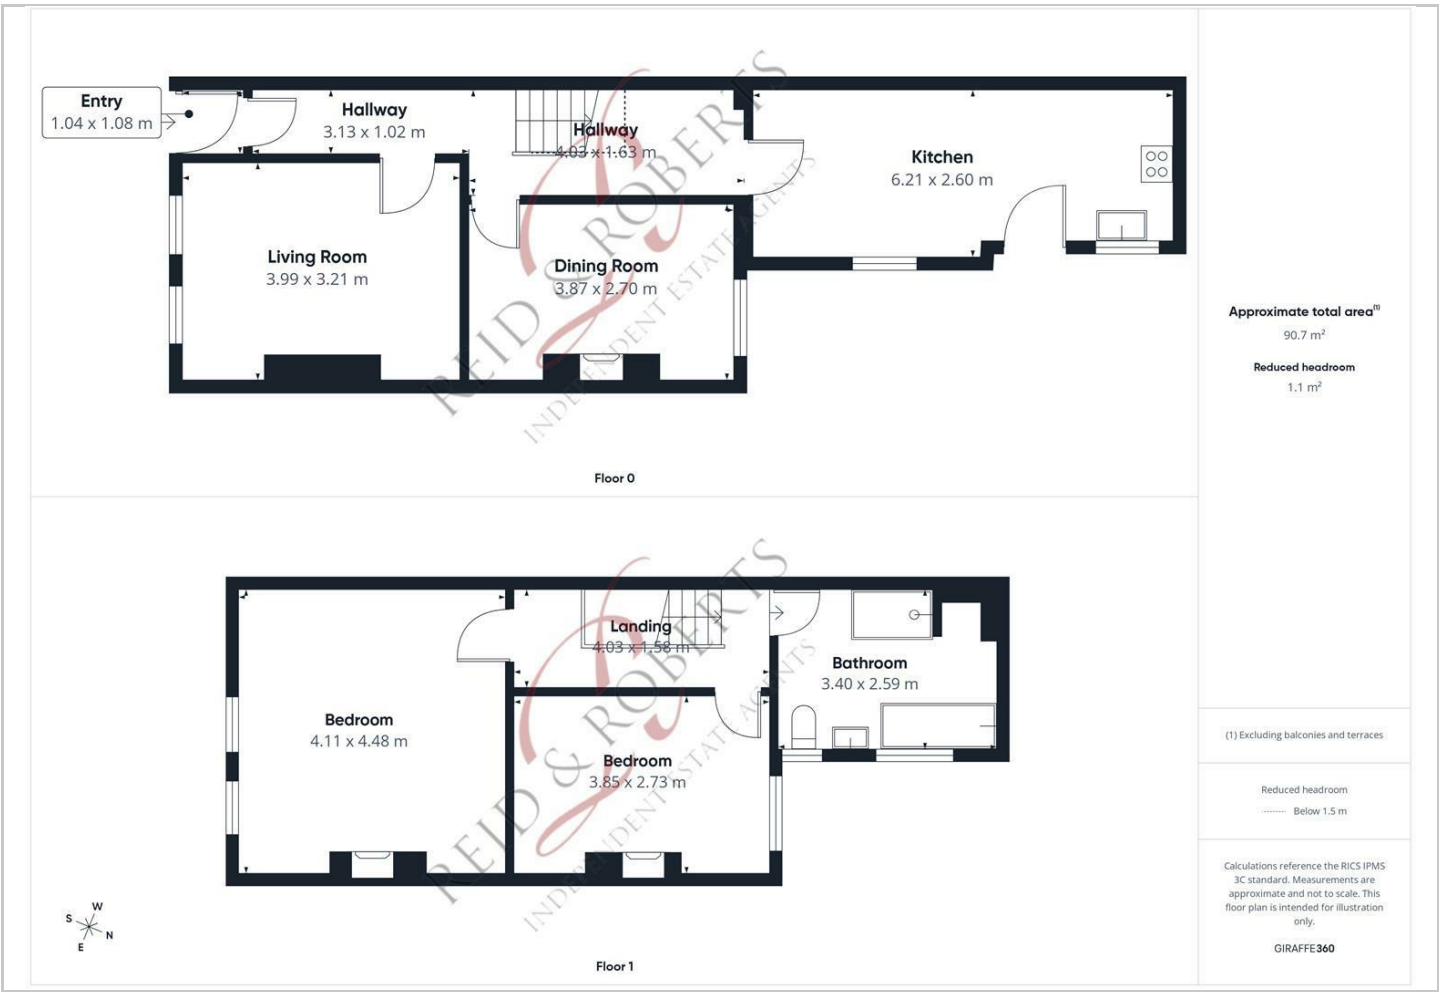 Entry
1.04 x 1.08 m
Hallway
3.13 x 1.02 m
Hallway
4.03 x 1.63 m
Kitchen
6.21 x 2.60 m
Living Room
3.99 x 3.21 m
Dining Room
3.87 x 2.70 m
REID & ROBERTS
INDEPENDENT ESTATE AGENTS
Floor 0
Approximate total area(1)
90.7 m²
Reduced headroom
1.1 m²
Landing
4.03 x 1.58 m
Bathroom
3.40 x 2.59 m
Bedroom
4.11 x 4.48 m
Bedroom
3.85 x 2.73 m
REID & ROBERTS
INDEPENDENT ESTATE AGENTS
W
S
N
E
Floor 1
(1) Excluding balconies and terraces
Reduced headroom
Below 1.5 m
Calculations reference the RICS IPMS
3C standard. Measurements are
approximate and not to scale. This
floor plan is intended for illustration
only.
GIRAFFE360